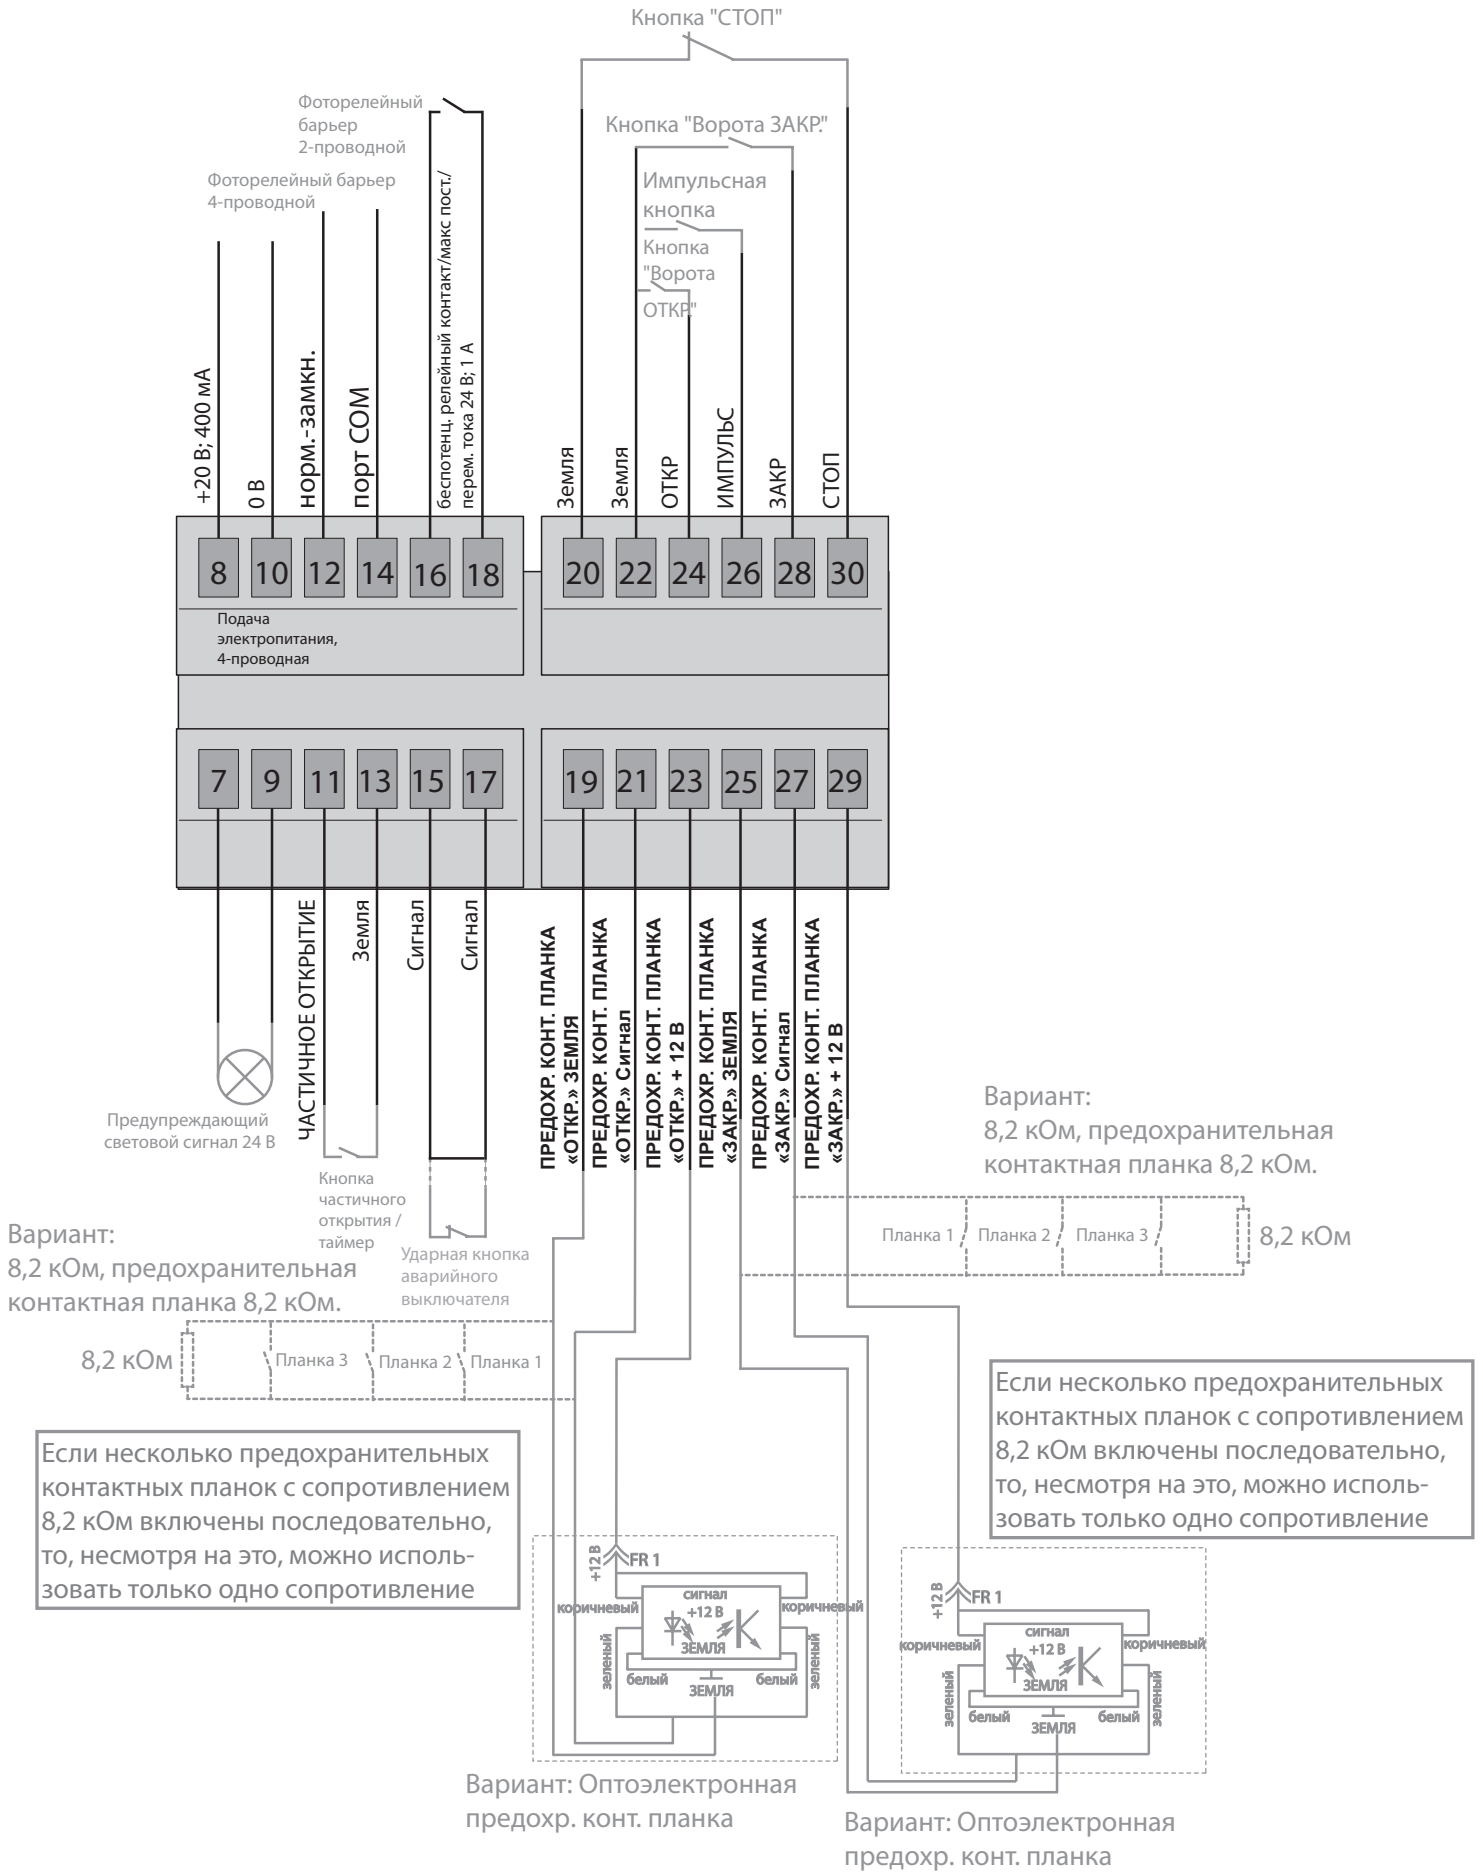 Кнопка "СТОП"
Фоторелейный
барьер
2-проводной
Кнопка "Ворота ЗАКР."
Фоторелейный барьер
4-проводной
Импульсная
кнопка
Кнопка
"Ворота
ОТКР."
+20 В; 400 мА
0 В
норм.-замкн.
порт COM
беспотенц. релейный контакт/макс пост./
перем. тока 24 В; 1 А
Земля
Земля
ОТКР
ИМПУЛЬС
ЗАКР
СТОП
8 10 12 14 16 18 20 22 24 26 28 30
Подача
электропитания,
4-проводная
7 9 11 13 15 17 19 21 23 25 27 29
ЧАСТИЧНОЕ ОТКРЫТИЕ
Земля
Сигнал
Сигнал
ПРЕДОХР. КОНТ. ПЛАНКА
«ОТКР.» ЗЕМЛЯ
ПРЕДОХР. КОНТ. ПЛАНКА
«ОТКР.» Сигнал
ПРЕДОХР. КОНТ. ПЛАНКА
«ОТКР.» + 12 В
ПРЕДОХР. КОНТ. ПЛАНКА
«ЗАКР.» ЗЕМЛЯ
ПРЕДОХР. КОНТ. ПЛАНКА
«ЗАКР.» Сигнал
ПРЕДОХР. КОНТ. ПЛАНКА
«ЗАКР.» + 12 В
Предупреждающий
световой сигнал 24 В
Кнопка
частичного
открытия /
таймер
Ударная кнопка
аварийного
выключателя
Вариант:
8,2 кОм, предохранительная
контактная планка 8,2 кОм.
Планка 1 Планка 2 Планка 3 8,2 кОм
Вариант:
8,2 кОм, предохранительная
контактная планка 8,2 кОм.
8,2 кОм Планка 3 Планка 2 Планка 1
Если несколько предохранительных
контактных планок с сопротивлением
8,2 кОм включены последовательно,
то, несмотря на это, можно исполь-
зовать только одно сопротивление
Если несколько предохранительных
контактных планок с сопротивлением
8,2 кОм включены последовательно,
то, несмотря на это, можно исполь-
зовать только одно сопротивление
+12 В
FR 1
сигнал
коричневый +12 В коричневый
ЗЕМЛЯ
зеленый
белый
ЗЕМЛЯ
белый
зеленый
Вариант: Оптоэлектронная
предохр. конт. планка
+12 В
FR 1
сигнал
коричневый +12 В коричневый
ЗЕМЛЯ
зеленый
белый
ЗЕМЛЯ
белый
зеленый
Вариант: Оптоэлектронная
предохр. конт. планка